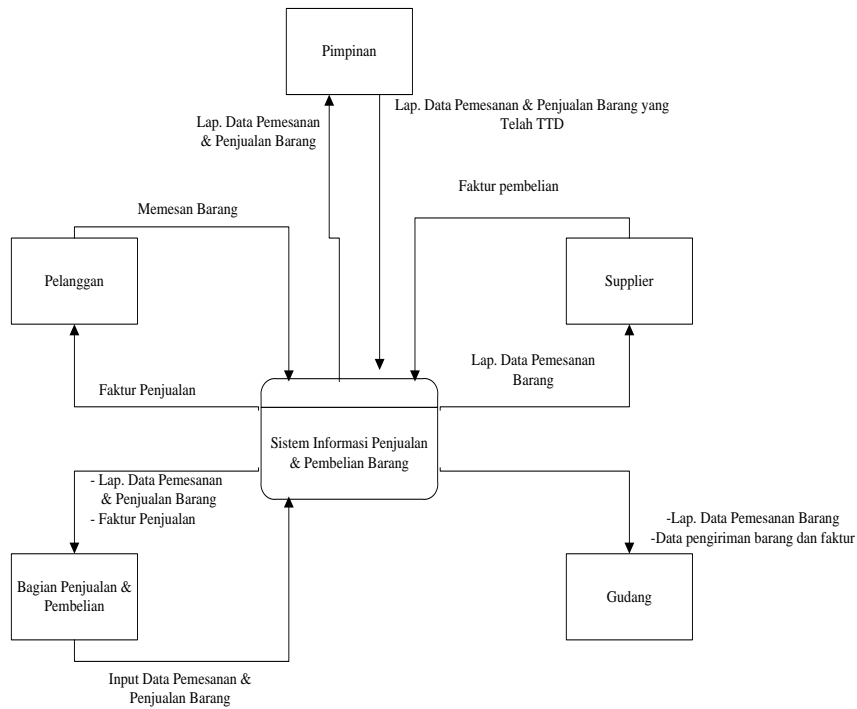 Pimpinan
Lap. Data Pemesanan
& Penjualan Barang
Lap. Data Pemesanan & Penjualan Barang yang
Telah TTD
Faktur pembelian
Memesan Barang
Pelanggan
Supplier
Lap. Data Pemesanan
Barang
Faktur Penjualan
Sistem Informasi Penjualan
& Pembelian Barang
- Lap. Data Pemesanan
& Penjualan Barang
- Faktur Penjualan
-Lap. Data Pemesanan Barang
-Data pengiriman barang dan faktur
Bagian Penjualan &
Pembelian
Gudang
Input Data Pemesanan &
Penjualan Barang